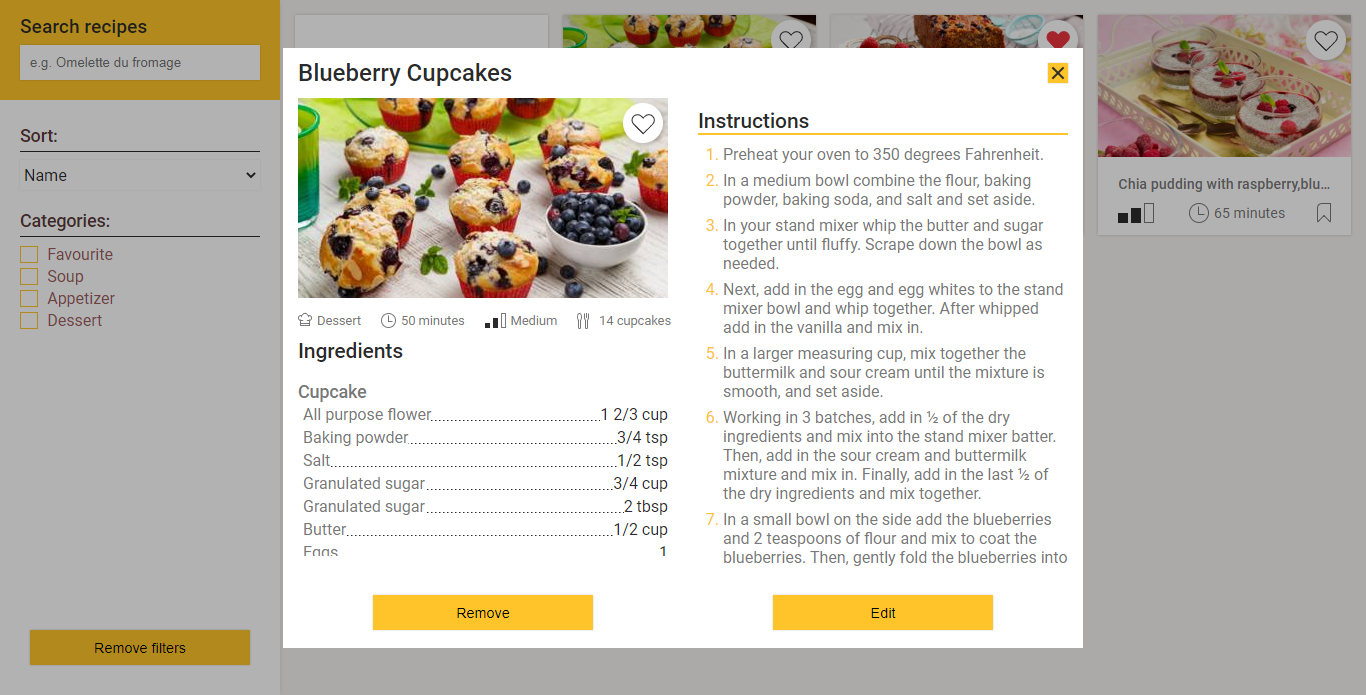 Search recipes
e.g. Omelette du fromage
Sort:
Name
Categories:
Favourite
Soup
Appetizer
Dessert
Remove filters
Blueberry Cupcakes
Dessert 50 minutes Medium 14 cupcakes
Ingredients
Cupcake
All purpose flower 1 2/3 cup
Baking powder 3/4 tsp
Salt 1/2 tsp
Granulated sugar 3/4 cup
Granulated sugar 2 tbsp
Butter 1/2 cup
Eggs 1
Remove
Instructions
1. Preheat your oven to 350 degrees Fahrenheit.
2. In a medium bowl combine the flour, baking
powder, baking soda, and salt and set aside.
3. In your stand mixer whip the butter and sugar
together until fluffy. Scrape down the bowl as
needed.
4. Next, add in the egg and egg whites to the stand
mixer bowl and whip together. After whipped
add in the vanilla and mix in.
5. In a larger measuring cup, mix together the
buttermilk and sour cream until the mixture is
smooth, and set aside.
6. Working in 3 batches, add in ½ of the dry
ingredients and mix into the stand mixer batter.
Then, add in the sour cream and buttermilk
mixture and mix in. Finally, add in the last ½ of
the dry ingredients and mix together.
7. In a small bowl on the side add the blueberries
and 2 teaspoons of flour and mix to coat the
blueberries. Then, gently fold the blueberries into
Edit
Chia pudding with raspberry,blu...
65 minutes